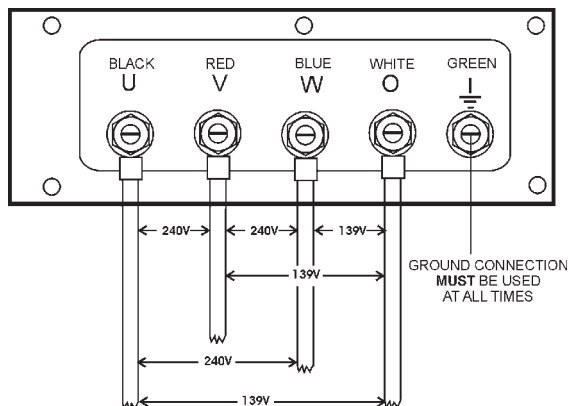 BLACK RED BLUE WHITE GREEN
U V W O
240V 240V 139V
139V
GROUND CONNECTION
MUST BE USED
AT ALL TIMES
240V
139V